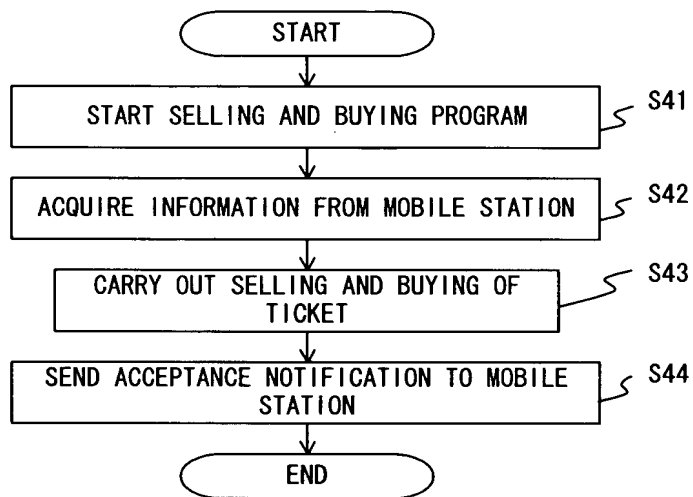 START
START SELLING AND BUYING PROGRAM
S41
ACQUIRE INFORMATION FROM MOBILE STATION
S42
CARRY OUT SELLING AND BUYING OF
TICKET
S43
SEND ACCEPTANCE NOTIFICATION TO MOBILE
STATION
S44
END